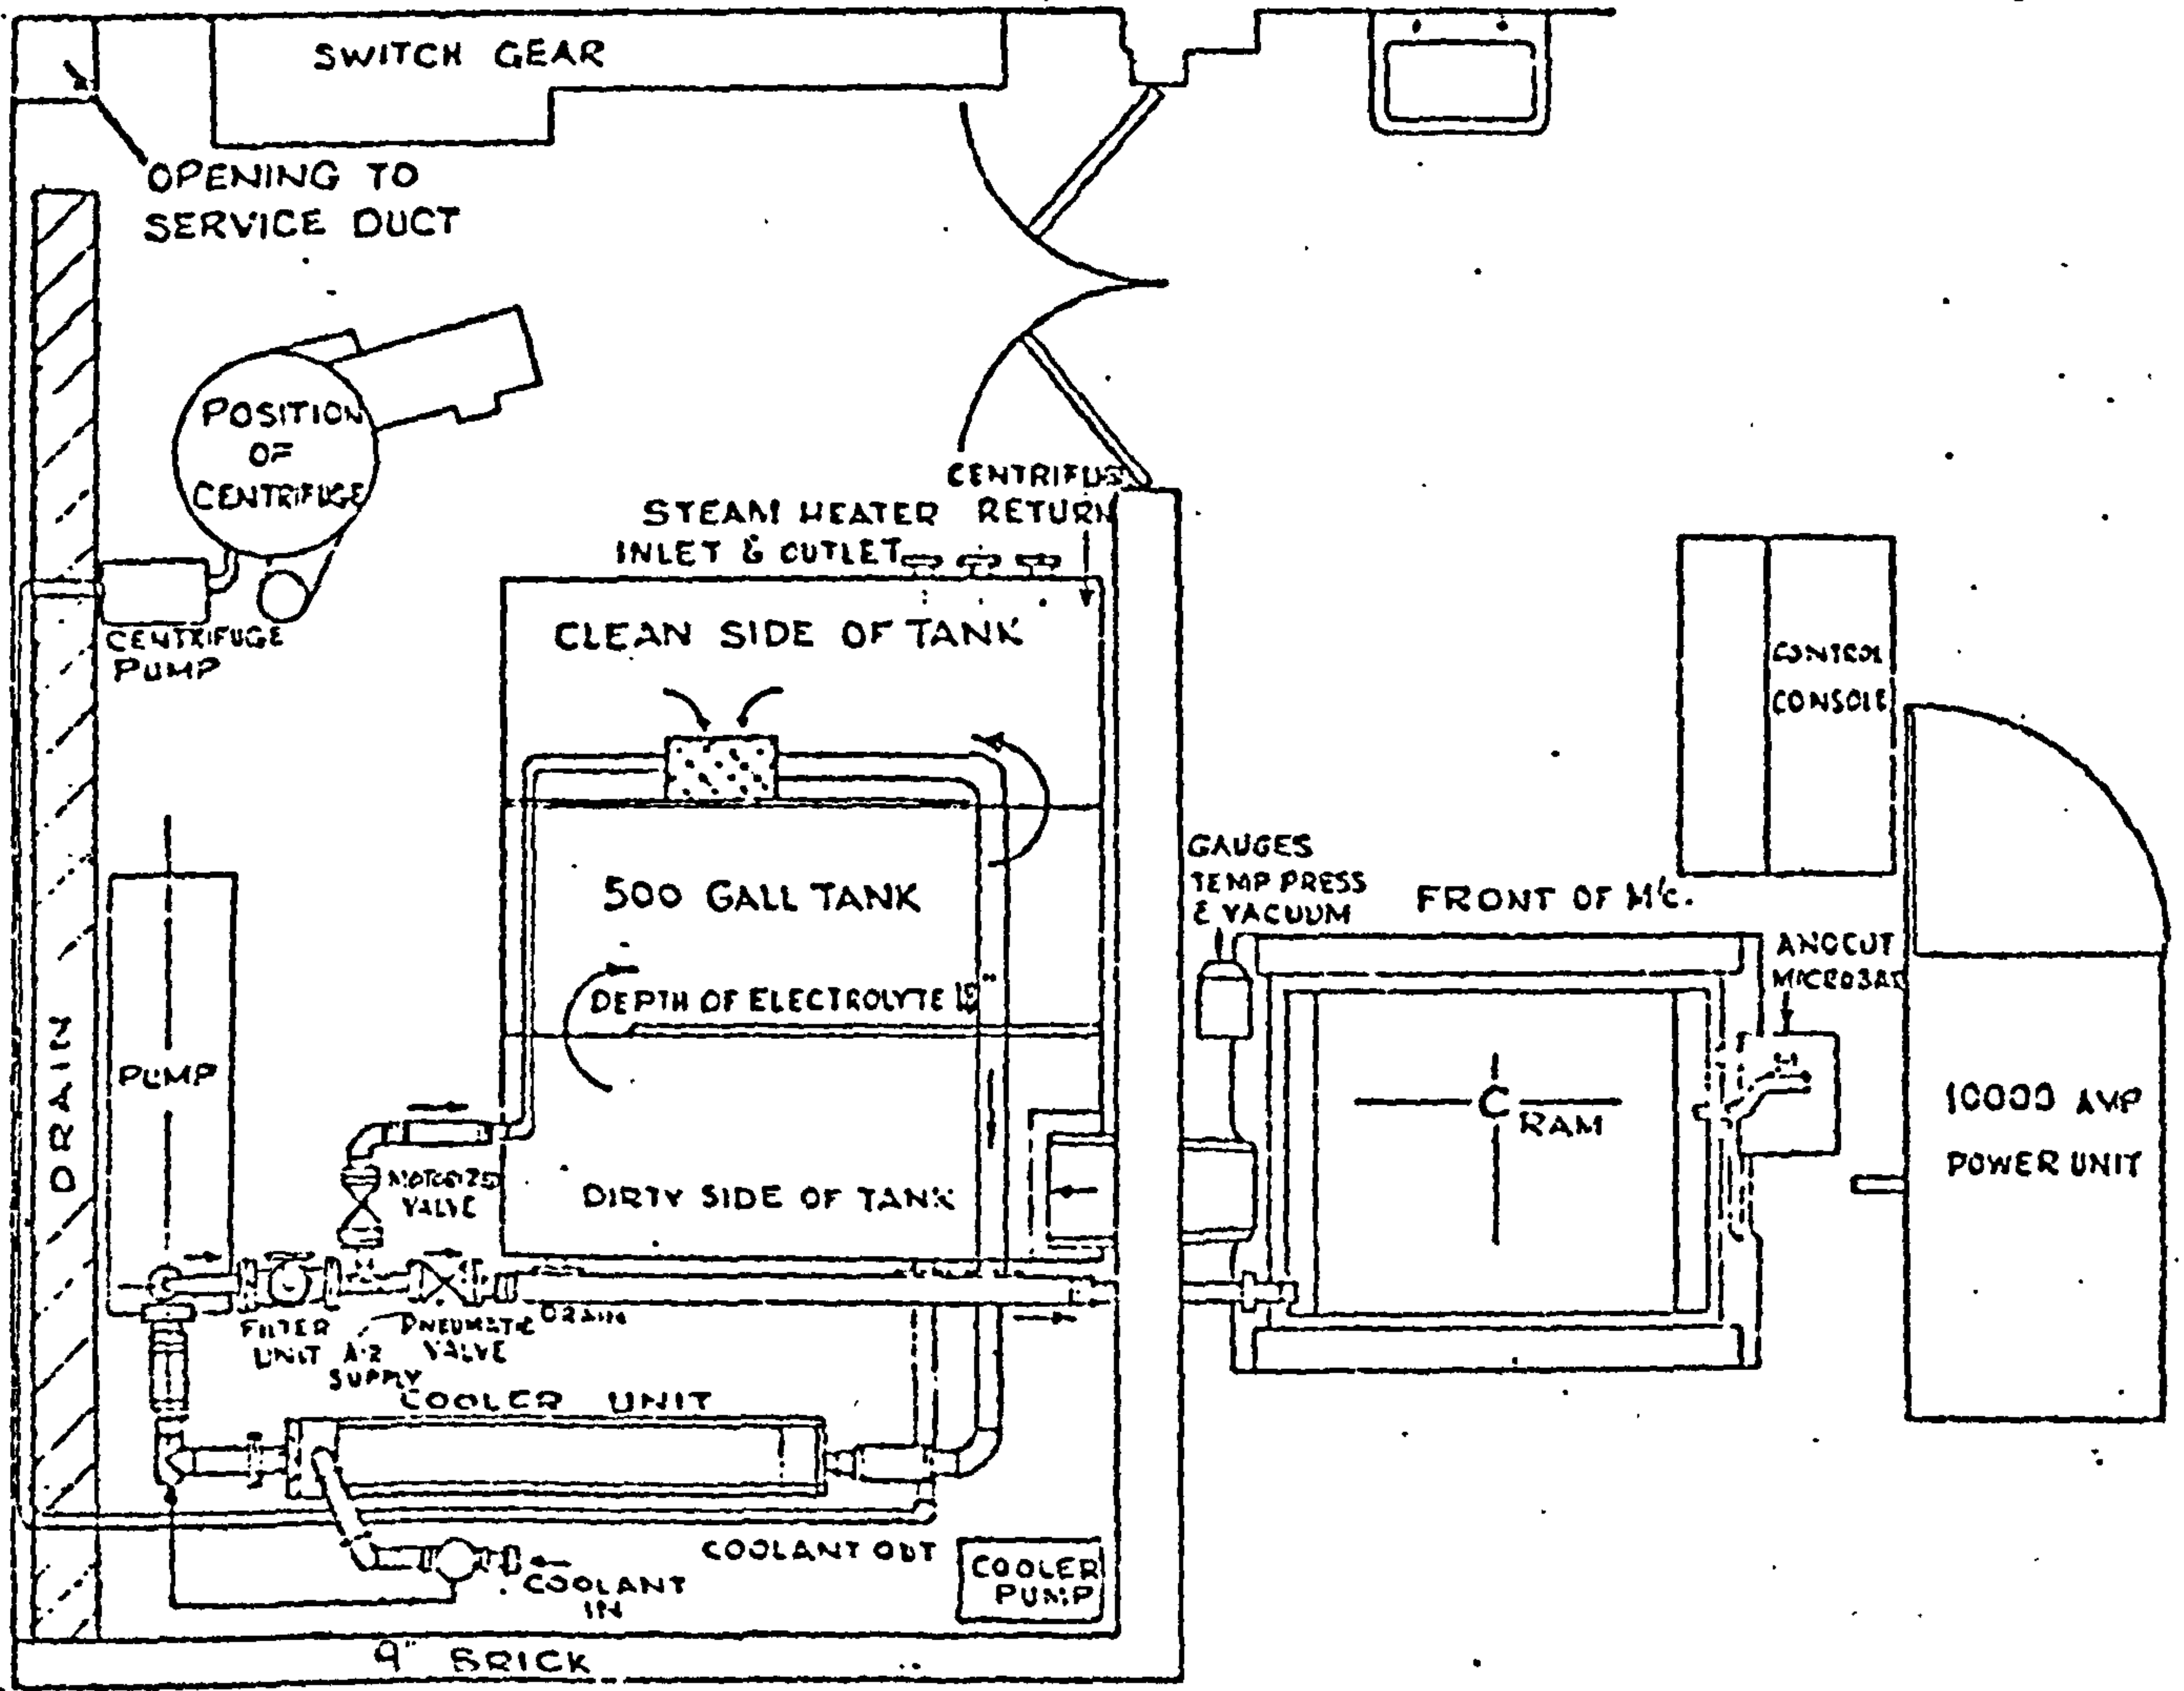 SWITCH GEAR
OPENING TO
SERVICE DUCT
POSITION
OF
CENTRIFUGE
CENTRIFUGE
PUMP
CENTRIFUG
RETURN
STEAM HEATER
INLET & OUTLET
CLEAN SIDE OF TANK
500 GALL TANK
DEPTH OF ELECTROLYTE
DIRTY SIDE OF TANK
DRAIN
PUMP
MOTORIZED
VALVE
FILTER
UNIT
AIR
SUPPLY
PNEUMATIC
VALVE
DRAIN
COOLER UNIT
COOLANT OUT
COOLANT
IN
COOLER
PUMP
9" BRICK
GAUGES
TEMP PRESS
& VACUUM
FRONT OF M/C.
CONTROL
CONSOLE
ANOCUT
RAM
10000 AMP
POWER UNIT